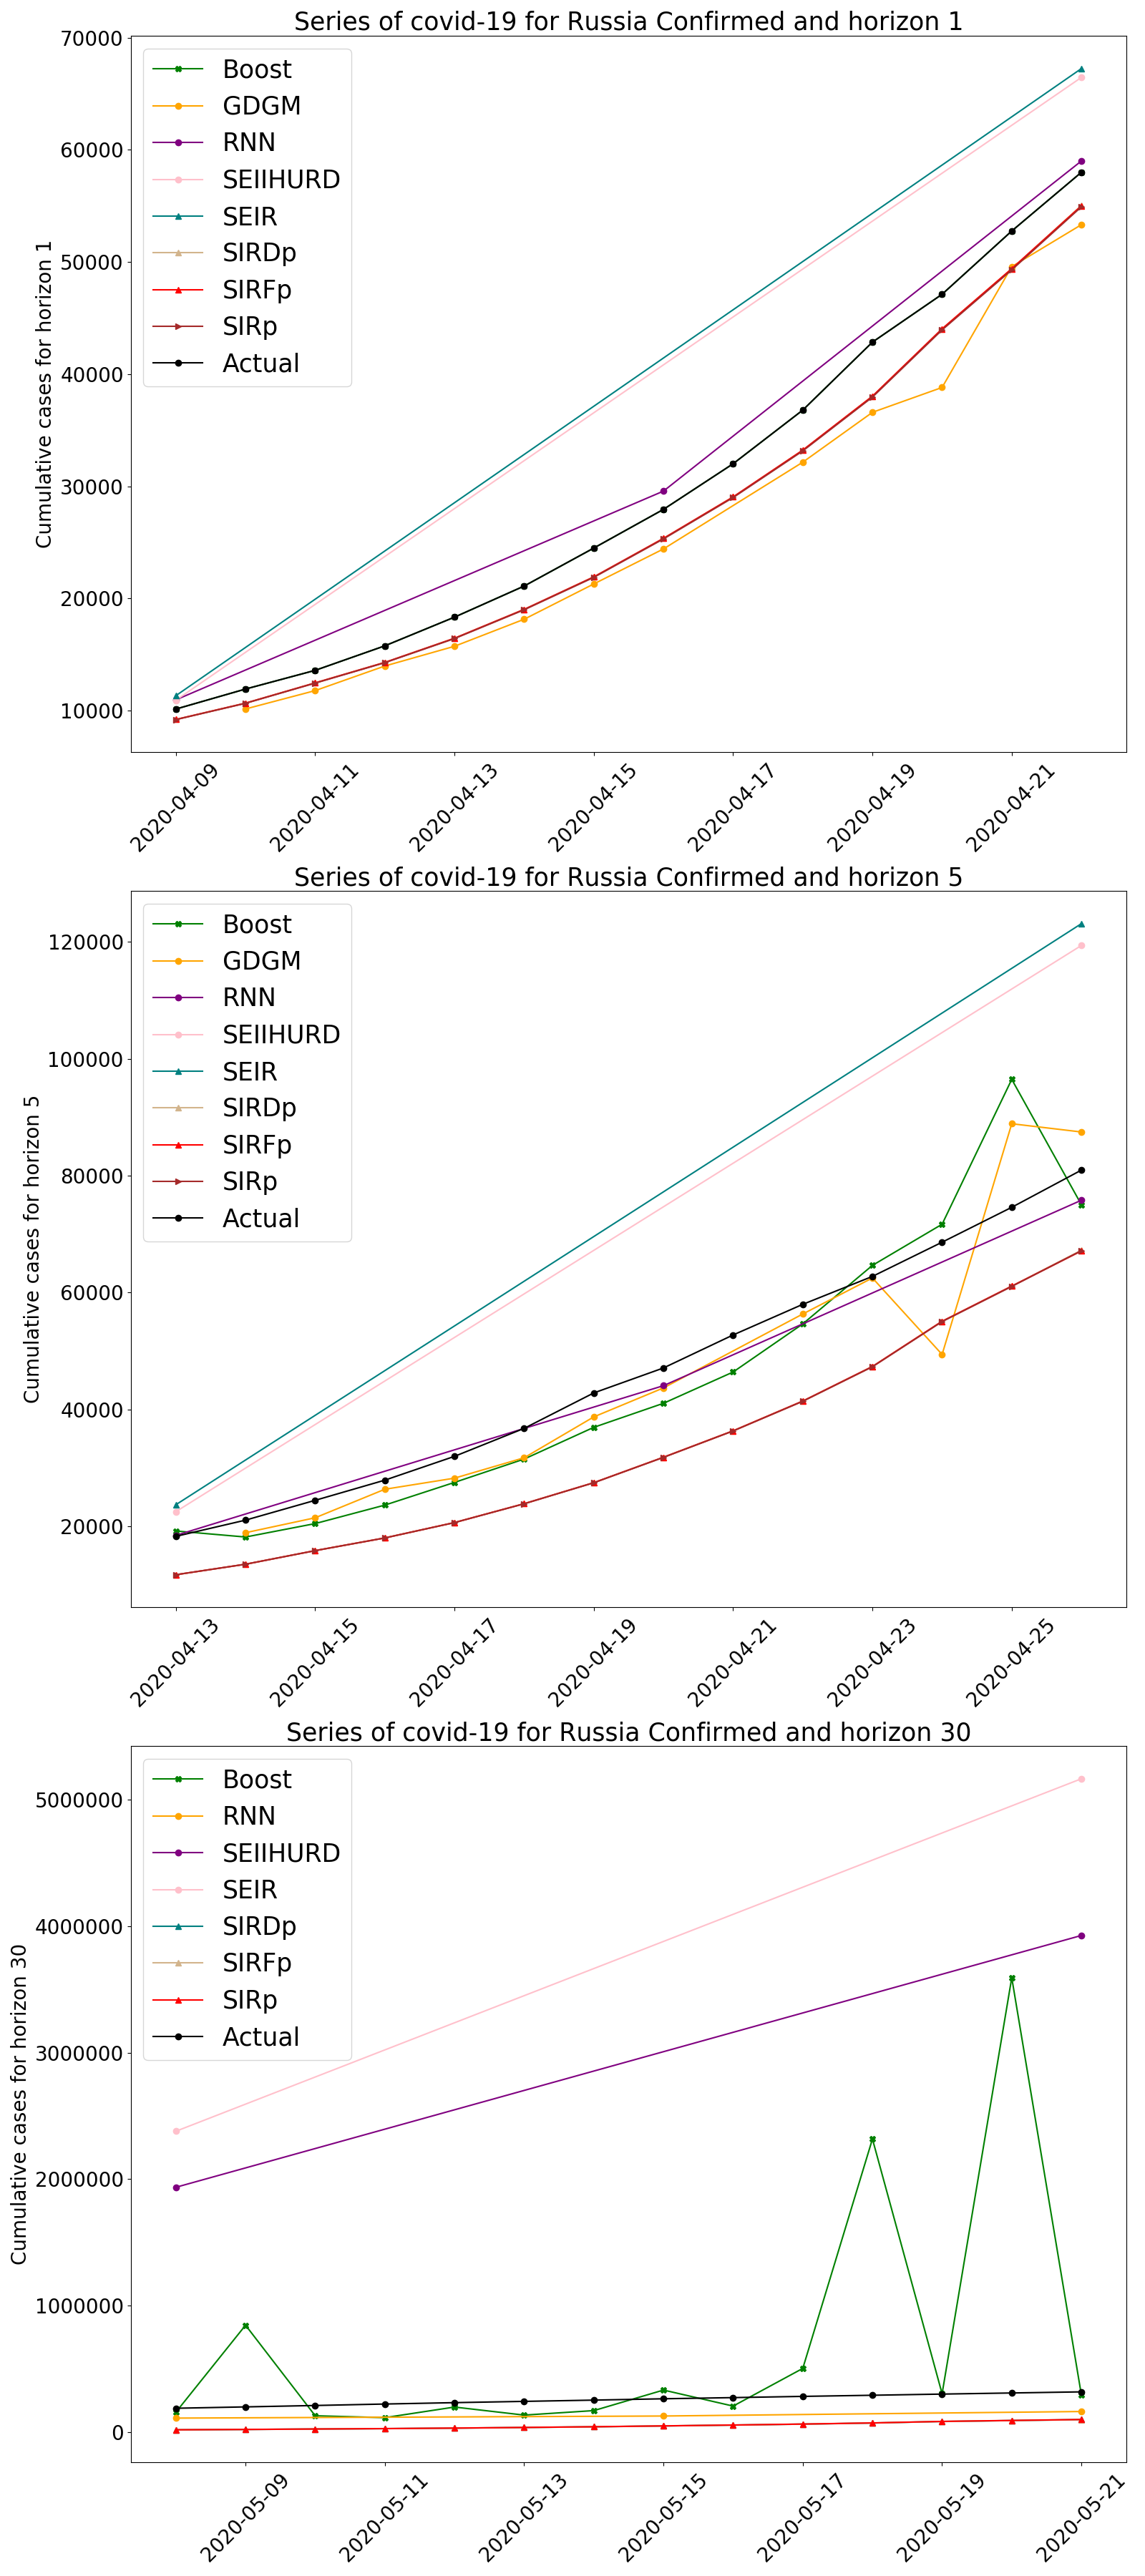 Series of covid-19 for Russia Confirmed and horizon 1
Cumulative cases for horizon 1
70000
60000
50000
40000
30000
20000
10000
Boost
GDGM
RNN
SEIIHURD
SEIR
SIRDp
SIRFp
SIRp
Actual
2020-04-09
2020-04-11
2020-04-13
2020-04-15
2020-04-17
2020-04-19
2020-04-21
Series of covid-19 for Russia Confirmed and horizon 5
Cumulative cases for horizon 5
120000
100000
80000
60000
40000
20000
Boost
GDGM
RNN
SEIIHURD
SEIR
SIRDp
SIRFp
SIRp
Actual
2020-04-13
2020-04-15
2020-04-17
2020-04-19
2020-04-21
2020-04-23
2020-04-25
Series of covid-19 for Russia Confirmed and horizon 30
Cumulative cases for horizon 30
5000000
4000000
3000000
2000000
1000000
0
Boost
RNN
SEIIHURD
SEIR
SIRDp
SIRFp
SIRp
Actual
2020-05-09
2020-05-11
2020-05-13
2020-05-15
2020-05-17
2020-05-19
2020-05-21